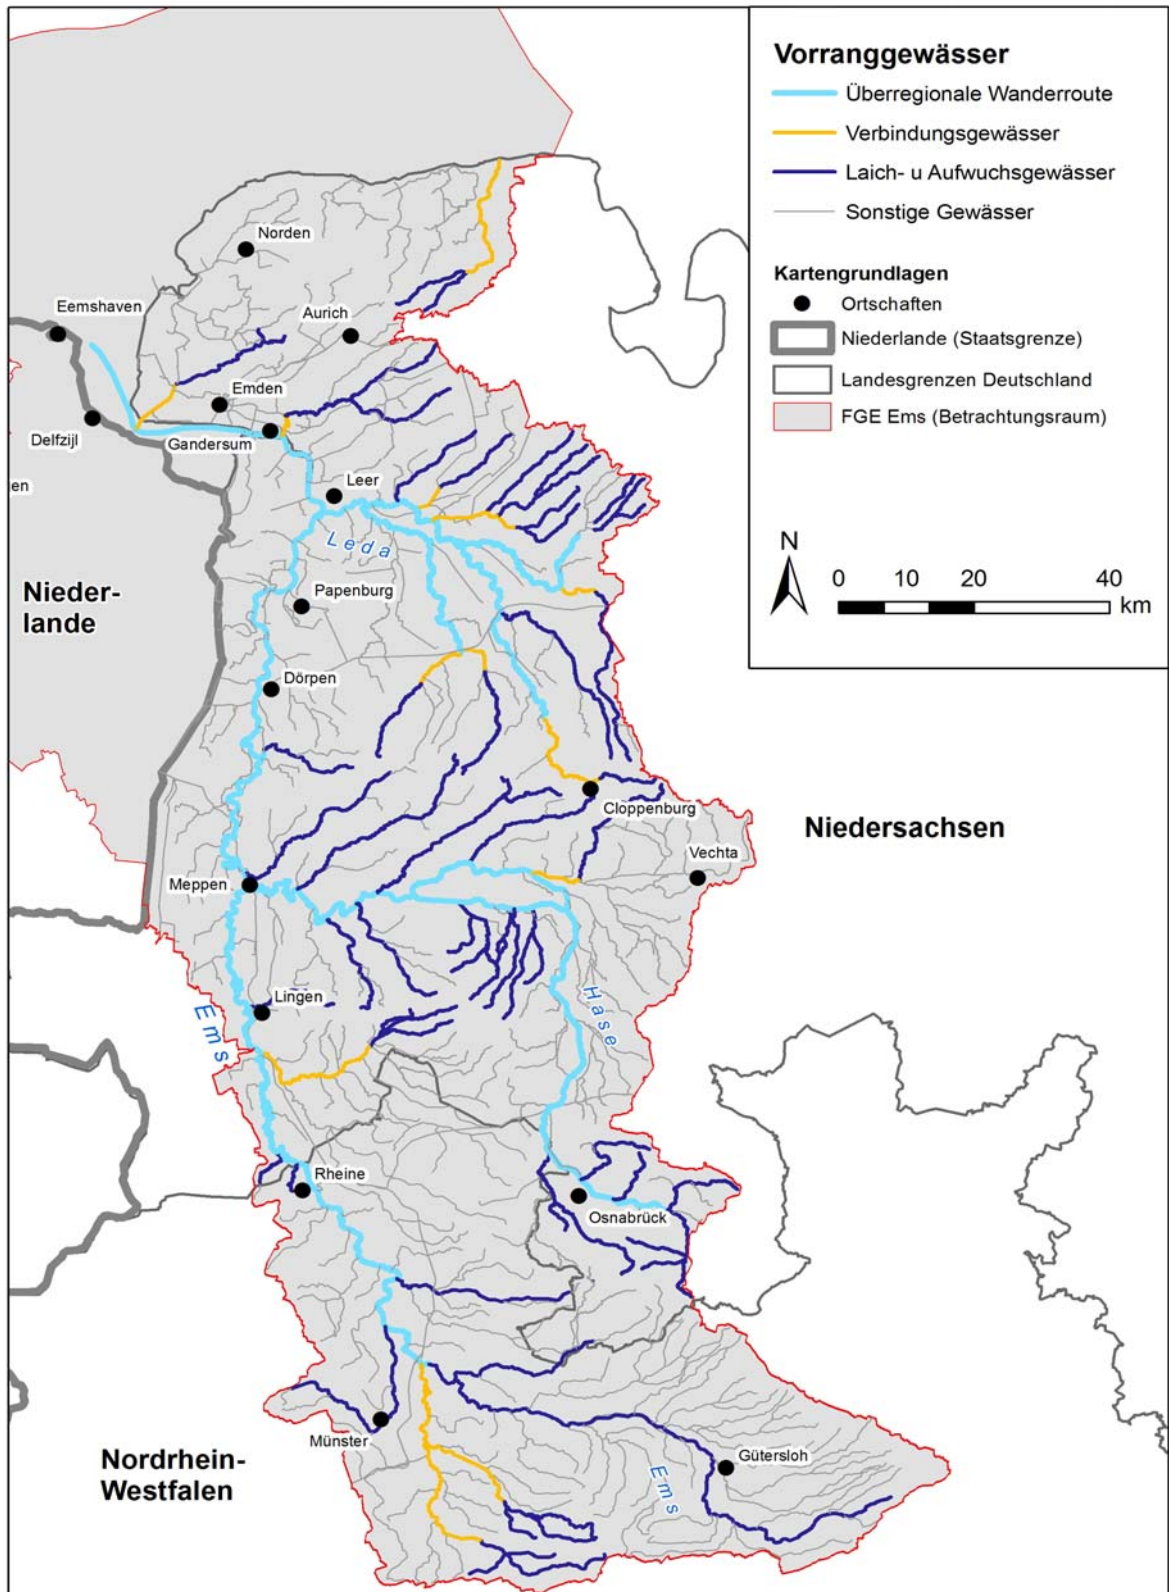 Vorranggewässer
Überregionale Wanderroute
Verbindungsgewässer
Laich- u Aufwuchsgewässer
Sonstige Gewässer
Kartengrundlagen
Ortschaften
Niederlande (Staatsgrenze)
Landesgrenzen Deutschland
FGE Ems (Betrachtungsraum)
N
0 10 20 40
km
Norden
Eemshaven
Aurich
Emden
Delfzijl
Gandersum
en
Leer
Leda
Nieder-
lande
Papenburg
Dörpen
Cloppenburg
Niedersachsen
Vechta
Meppen
Lingen
Ems
Hase
Rheine
Osnabrück
Münster
Nordrhein-
Westfalen
Gütersloh
Ems